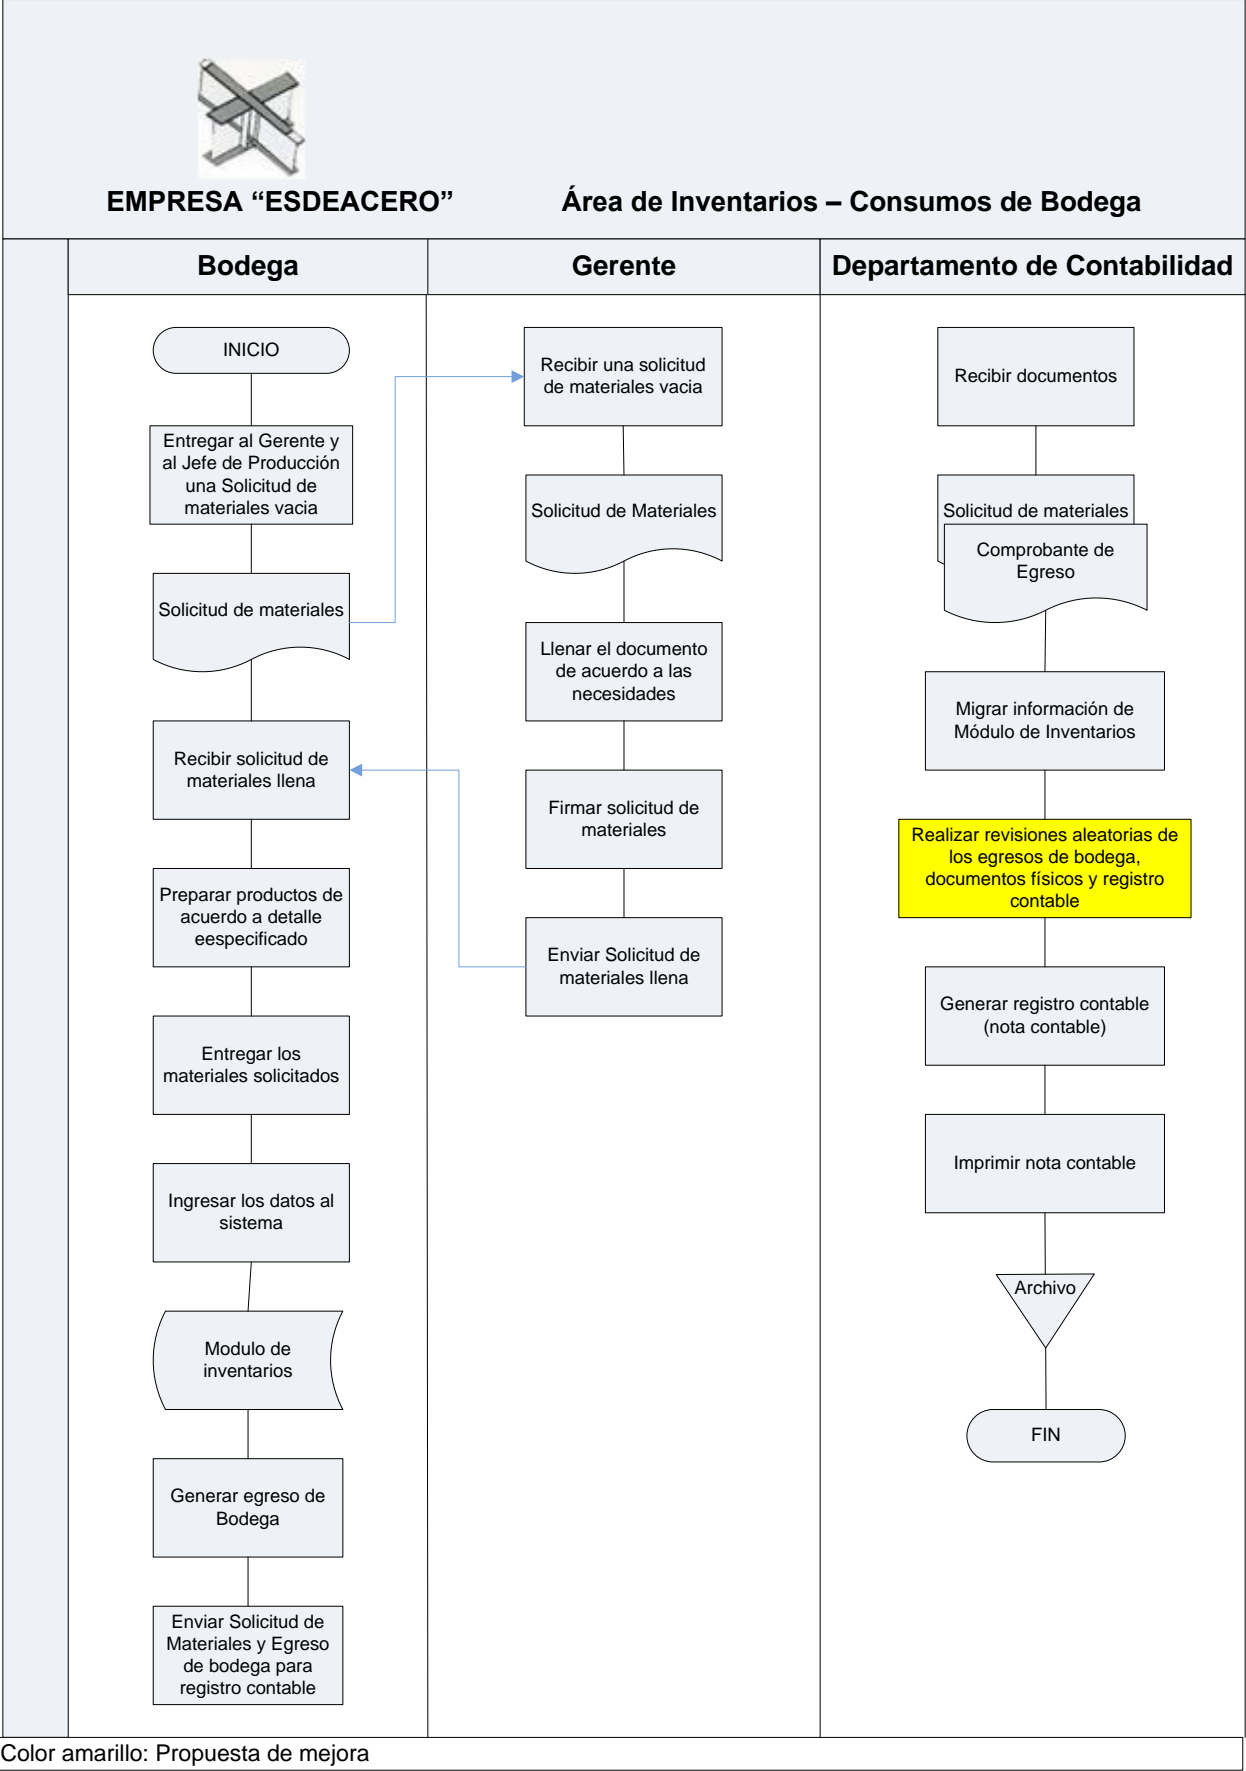 EMPRESA “ESDEACERO”
Área de Inventarios – Consumos de Bodega
Bodega
Gerente
Departamento de Contabilidad
INICIO
Entregar al Gerente y
al Jefe de Producción
una Solicitud de
materiales vacia
Solicitud de materiales
Recibir solicitud de
materiales llena
Preparar productos de
acuerdo a detalle
eespecificado
Entregar los
materiales solicitados
Ingresar los datos al
sistema
Modulo de
inventarios
Generar egreso de
Bodega
Enviar Solicitud de
Materiales y Egreso
de bodega para
registro contable
Recibir una solicitud
de materiales vacia
Solicitud de Materiales
Llenar el documento
de acuerdo a las
necesidades
Firmar solicitud de
materiales
Enviar Solicitud de
materiales llena
Recibir documentos
Solicitud de materiales
Comprobante de
Egreso
Migrar información de
Módulo de Inventarios
Realizar revisiones aleatorias de
los egresos de bodega,
documentos físicos y registro
contable
Generar registro contable
(nota contable)
Imprimir nota contable
Archivo
FIN
Color amarillo: Propuesta de mejora